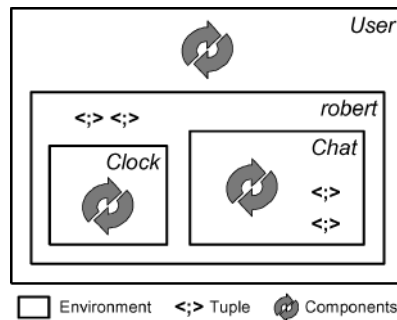 User
robert
<;> <;>
Clock
Chat
<;>
<;>
Environment <;> Tuple Components